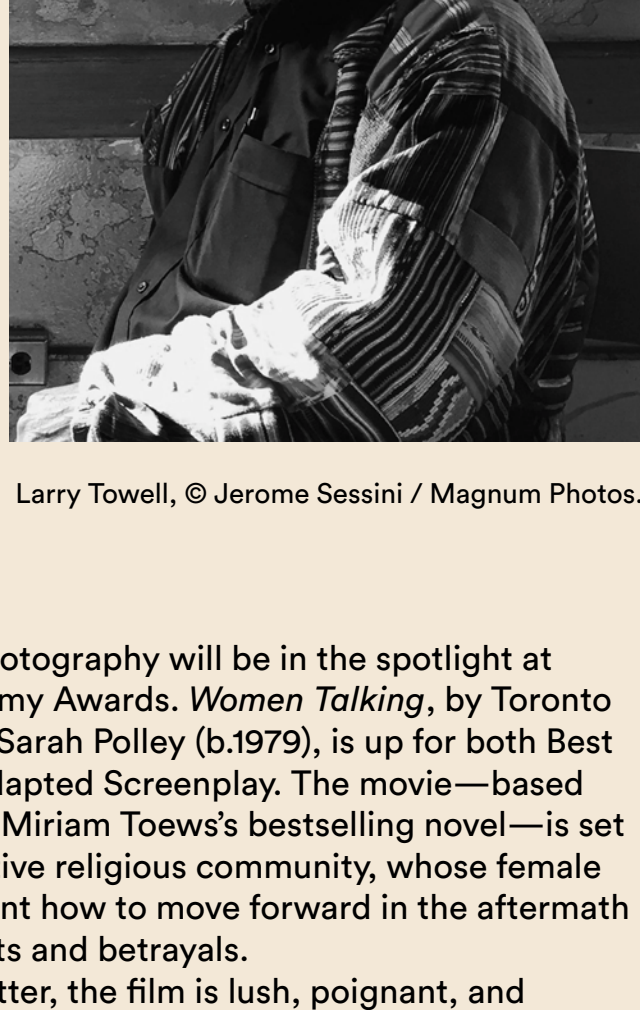 Larry Towell, © Jerome Sessini / Magnum Photos.
otography will be in the spotlight at
my Awards. Women Talking, by Toronto
Sarah Polley (b.1979), is up for both Best
lapted Screenplay. The movie—based
Miriam Toews’s bestselling novel—is set
ive religious community, whose female
nt how to move forward in the aftermath
ts and betrayals.
tter, the film is lush, poignant, and